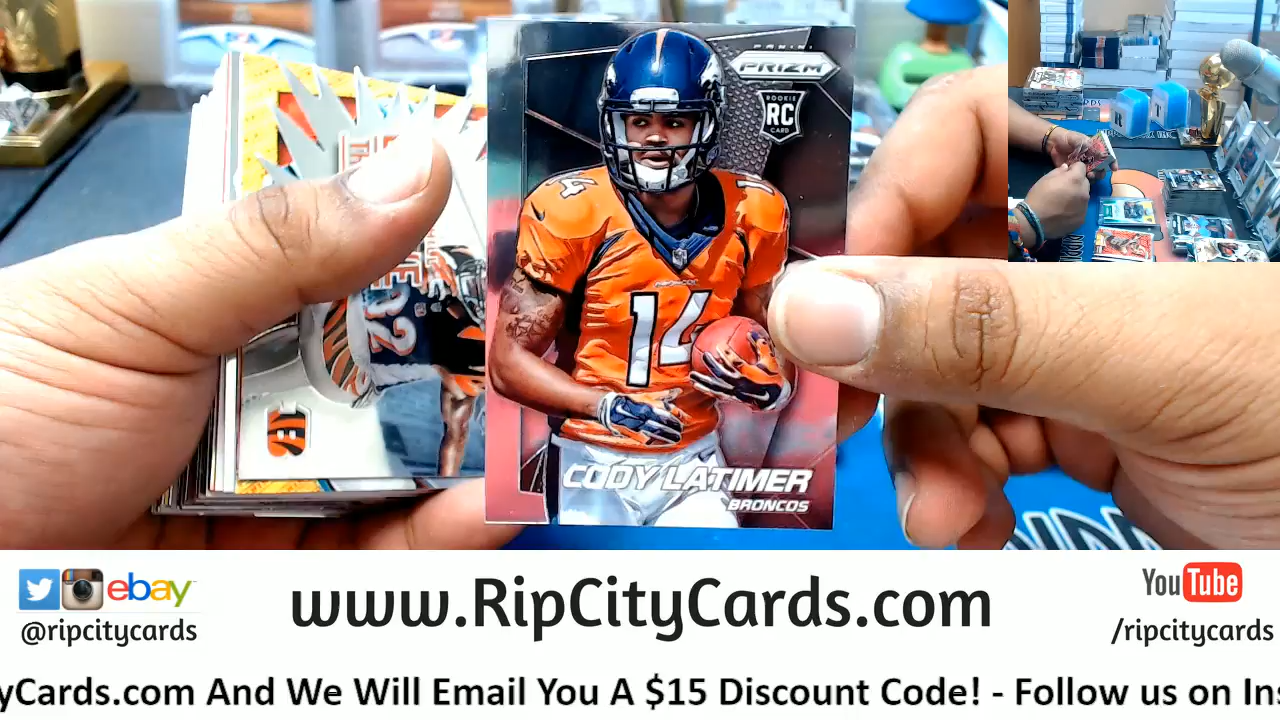 PANINI
PRIZM
ROOKIE
RC
CARD
14
14
CODY LATIMER
BRONCOS
ebay
@ripcitycards
www.RipCityCards.com
YouTube
/ripcitycards
yCards.com And We Will Email You A $15 Discount Code! - Follow us on Ins